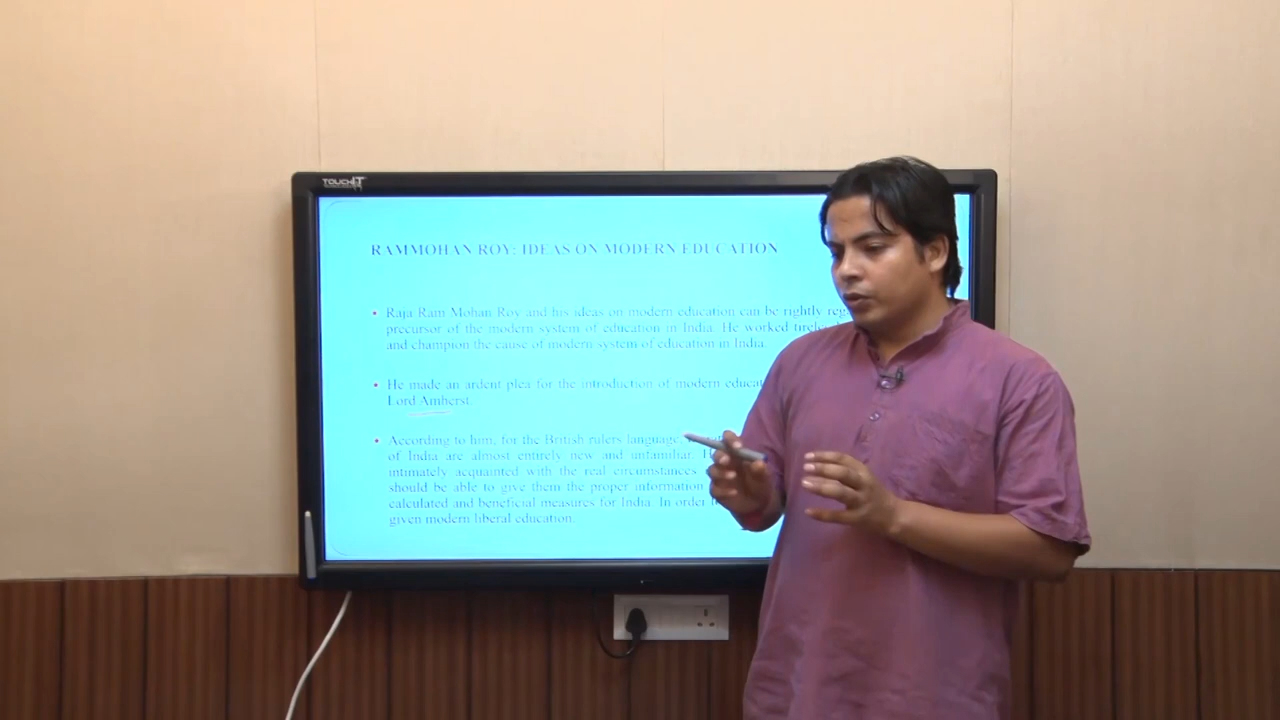 TOUCHIT
RAMMOHAN ROY: IDEAS ON MODERN EDUCATION
• Raja Ram Mohan Roy and his ideas on modern education can be rightly
precursor of the modern system of education in India. He worked
and champion the cause of modern system of education in India.
• He made an ardent plea for the introduction of modern
Lord Amherst.
• According to him, for the British rulers language,
of India are almost entirely new and unfamiliar.
intimately acquainted with the real circumstances
should be able to give them the proper information
calculated and beneficial measures for India. In order
given modern liberal education.